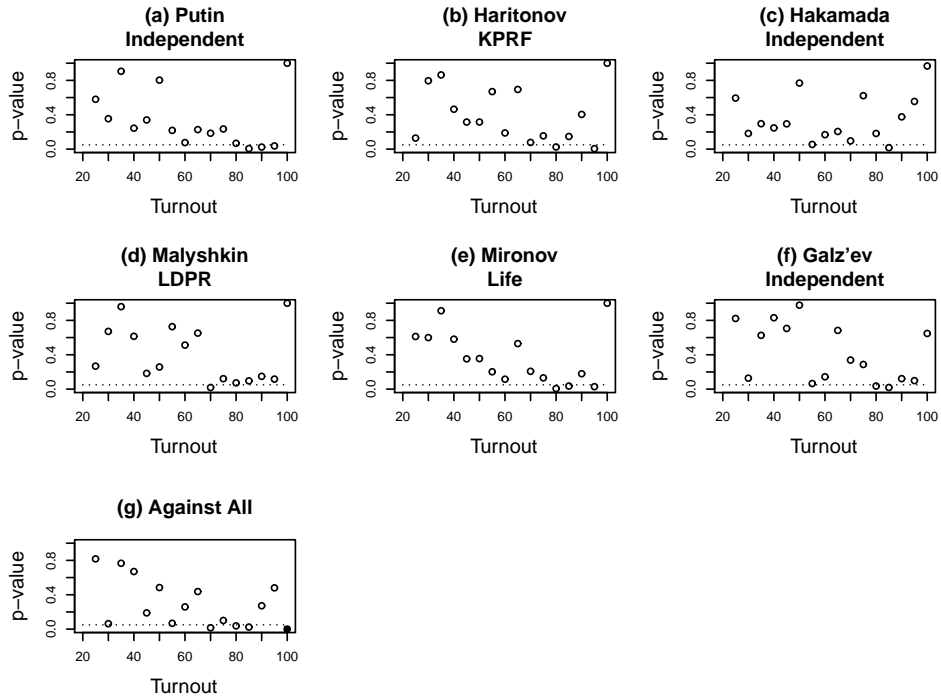 (a) Putin
Independent
p−value
0.0 0.4 0.8
20 40 60 80 100
Turnout
(b) Haritonov
KPRF
p−value
0.0 0.4 0.8
20 40 60 80 100
Turnout
(c) Hakamada
Independent
p−value
0.0 0.4 0.8
20 40 60 80 100
Turnout
(d) Malyshkin
LDPR
p−value
0.0 0.4 0.8
20 40 60 80 100
Turnout
(e) Mironov
Life
p−value
0.0 0.4 0.8
20 40 60 80 100
Turnout
(f) Galz'ev
Independent
p−value
0.0 0.4 0.8
20 40 60 80 100
Turnout
(g) Against All
p−value
0.0 0.4 0.8
20 40 60 80 100
Turnout